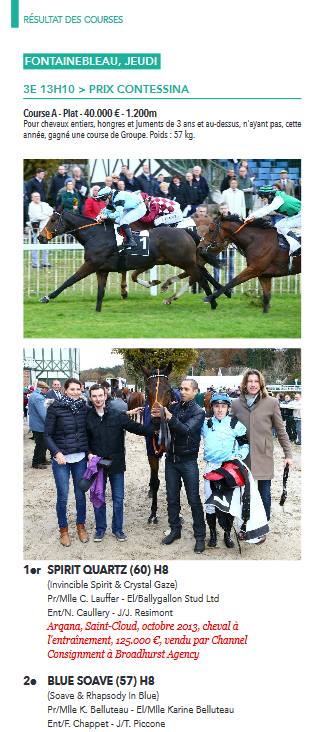 RÉSULTAT DES COURSES
FONTAINEBLEAU, JEUDI
3E 13H10 > PRIX CONTESSINA
Course A - Plat - 40.000 € - 1.200m
Pour chevaux entiers, hongres et juments de 3 ans et au-dessus, n'ayant pas, cette
année, gagné une course de Groupe. Poids : 57 kg.
1
1er SPIRIT QUARTZ (60) H8
(Invincible Spirit & Crystal Gaze)
Pr/Mlle C. Lauffer - El/Ballygallon Stud Ltd
Ent/N. Caullery - J/J. Resimont
Arqana, Saint-Cloud, octobre 2013, cheval à
l'entraînement, 125.000 €, vendu par Channel
Consignment à Broadhurst Agency
2e BLUE SOAVE (57) H8
(Soave & Rhapsody In Blue)
Pr/Mlle K. Belluteau - El/Mlle Karine Belluteau
Ent/F. Chappet - J/T. Piccone